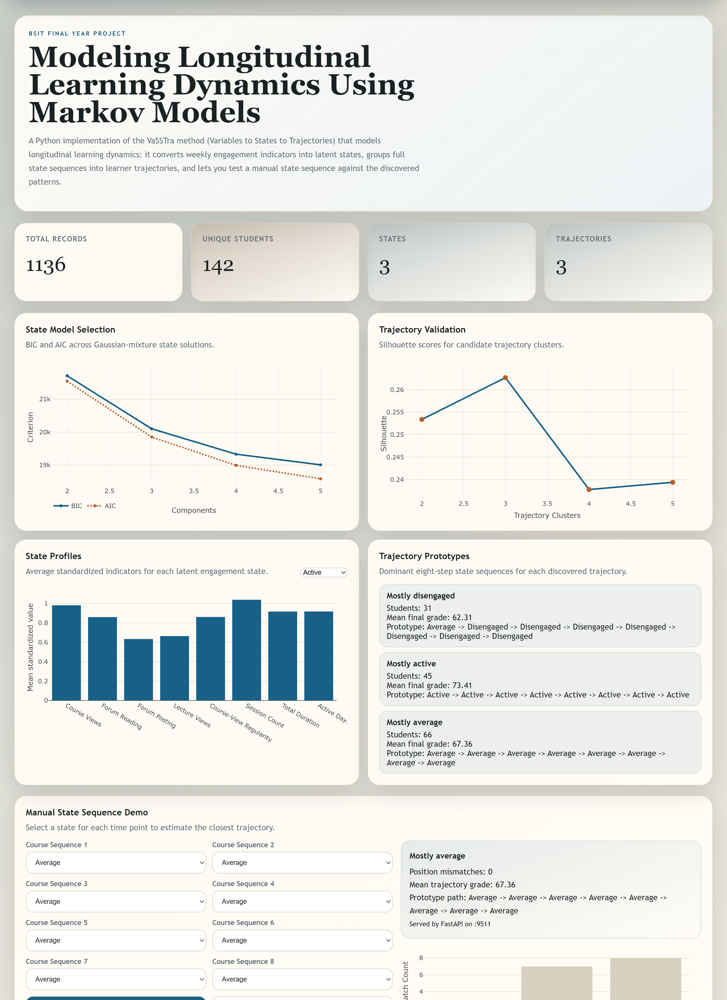 BSIT FINAL YEAR PROJECT
Modeling Longitudinal
Learning Dynamics Using
Markov Models
A Python implementation of the VaSSTra method (Variables to States to Trajectories) that models
longitudinal learning dynamics: it converts weekly engagement indicators into latent states, groups full
state sequences into learner trajectories, and lets you test a manual state sequence against the discovered
patterns.
TOTAL RECORDS
1136
UNIQUE STUDENTS
142
STATES
3
TRAJECTORIES
3
State Model Selection
BIC and AIC across Gaussian-mixture state solutions.
Criterion
21k
20k
19k
2 2.5 3 3.5 4 4.5 5
BIC AIC
Components
Trajectory Validation
Silhouette scores for candidate trajectory clusters.
Silhouette
0.26
0.255
0.25
0.245
0.24
2 2.5 3 3.5 4 4.5 5
Trajectory Clusters
State Profiles
Average standardized indicators for each latent engagement state.
Active
Mean standardized value
1
0.8
0.6
0.4
0.2
0
Course Views
Forum Reading
Forum Posting
Lecture Views
Course-View Regularity
Session Count
Total Duration
Active Day-
Trajectory Prototypes
Dominant eight-step state sequences for each discovered trajectory.
Mostly disengaged
Students: 31
Mean final grade: 62.31
Prototype: Average -> Disengaged -> Disengaged -> Disengaged -> Disengaged ->
Disengaged -> Disengaged -> Disengaged
Mostly active
Students: 45
Mean final grade: 73.41
Prototype: Active -> Active -> Active -> Active -> Active -> Active -> Active -> Active
Mostly average
Students: 66
Mean final grade: 67.36
Prototype: Average -> Average -> Average -> Average -> Average -> Average ->
Average -> Average
Manual State Sequence Demo
Select a state for each time point to estimate the closest trajectory.
Course Sequence 1
Average
Course Sequence 2
Average
Course Sequence 3
Average
Course Sequence 4
Average
Course Sequence 5
Average
Course Sequence 6
Average
Course Sequence 7
Average
Course Sequence 8
Average
Mostly average
Position mismatches: 0
Mean trajectory grade: 67.36
Prototype path: Average -> Average -> Average -> Average -> Average ->
Average -> Average -> Average
Served by FastAPI on :9511
atch Count
8
6
4